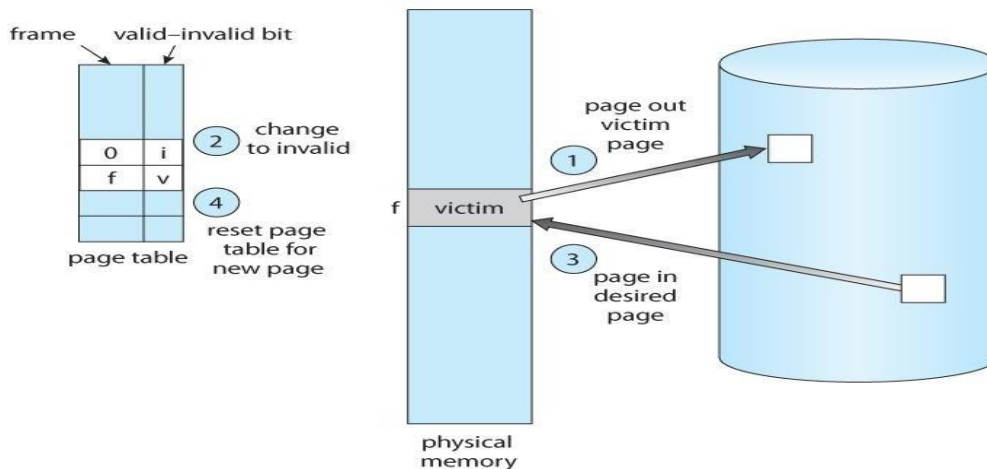 frame
valid–invalid bit
0
i
f
v
page table
2
change
to invalid
4
reset page
table for
new page
f
victim
physical
memory
1
page out
victim
page
3
page in
desired
page